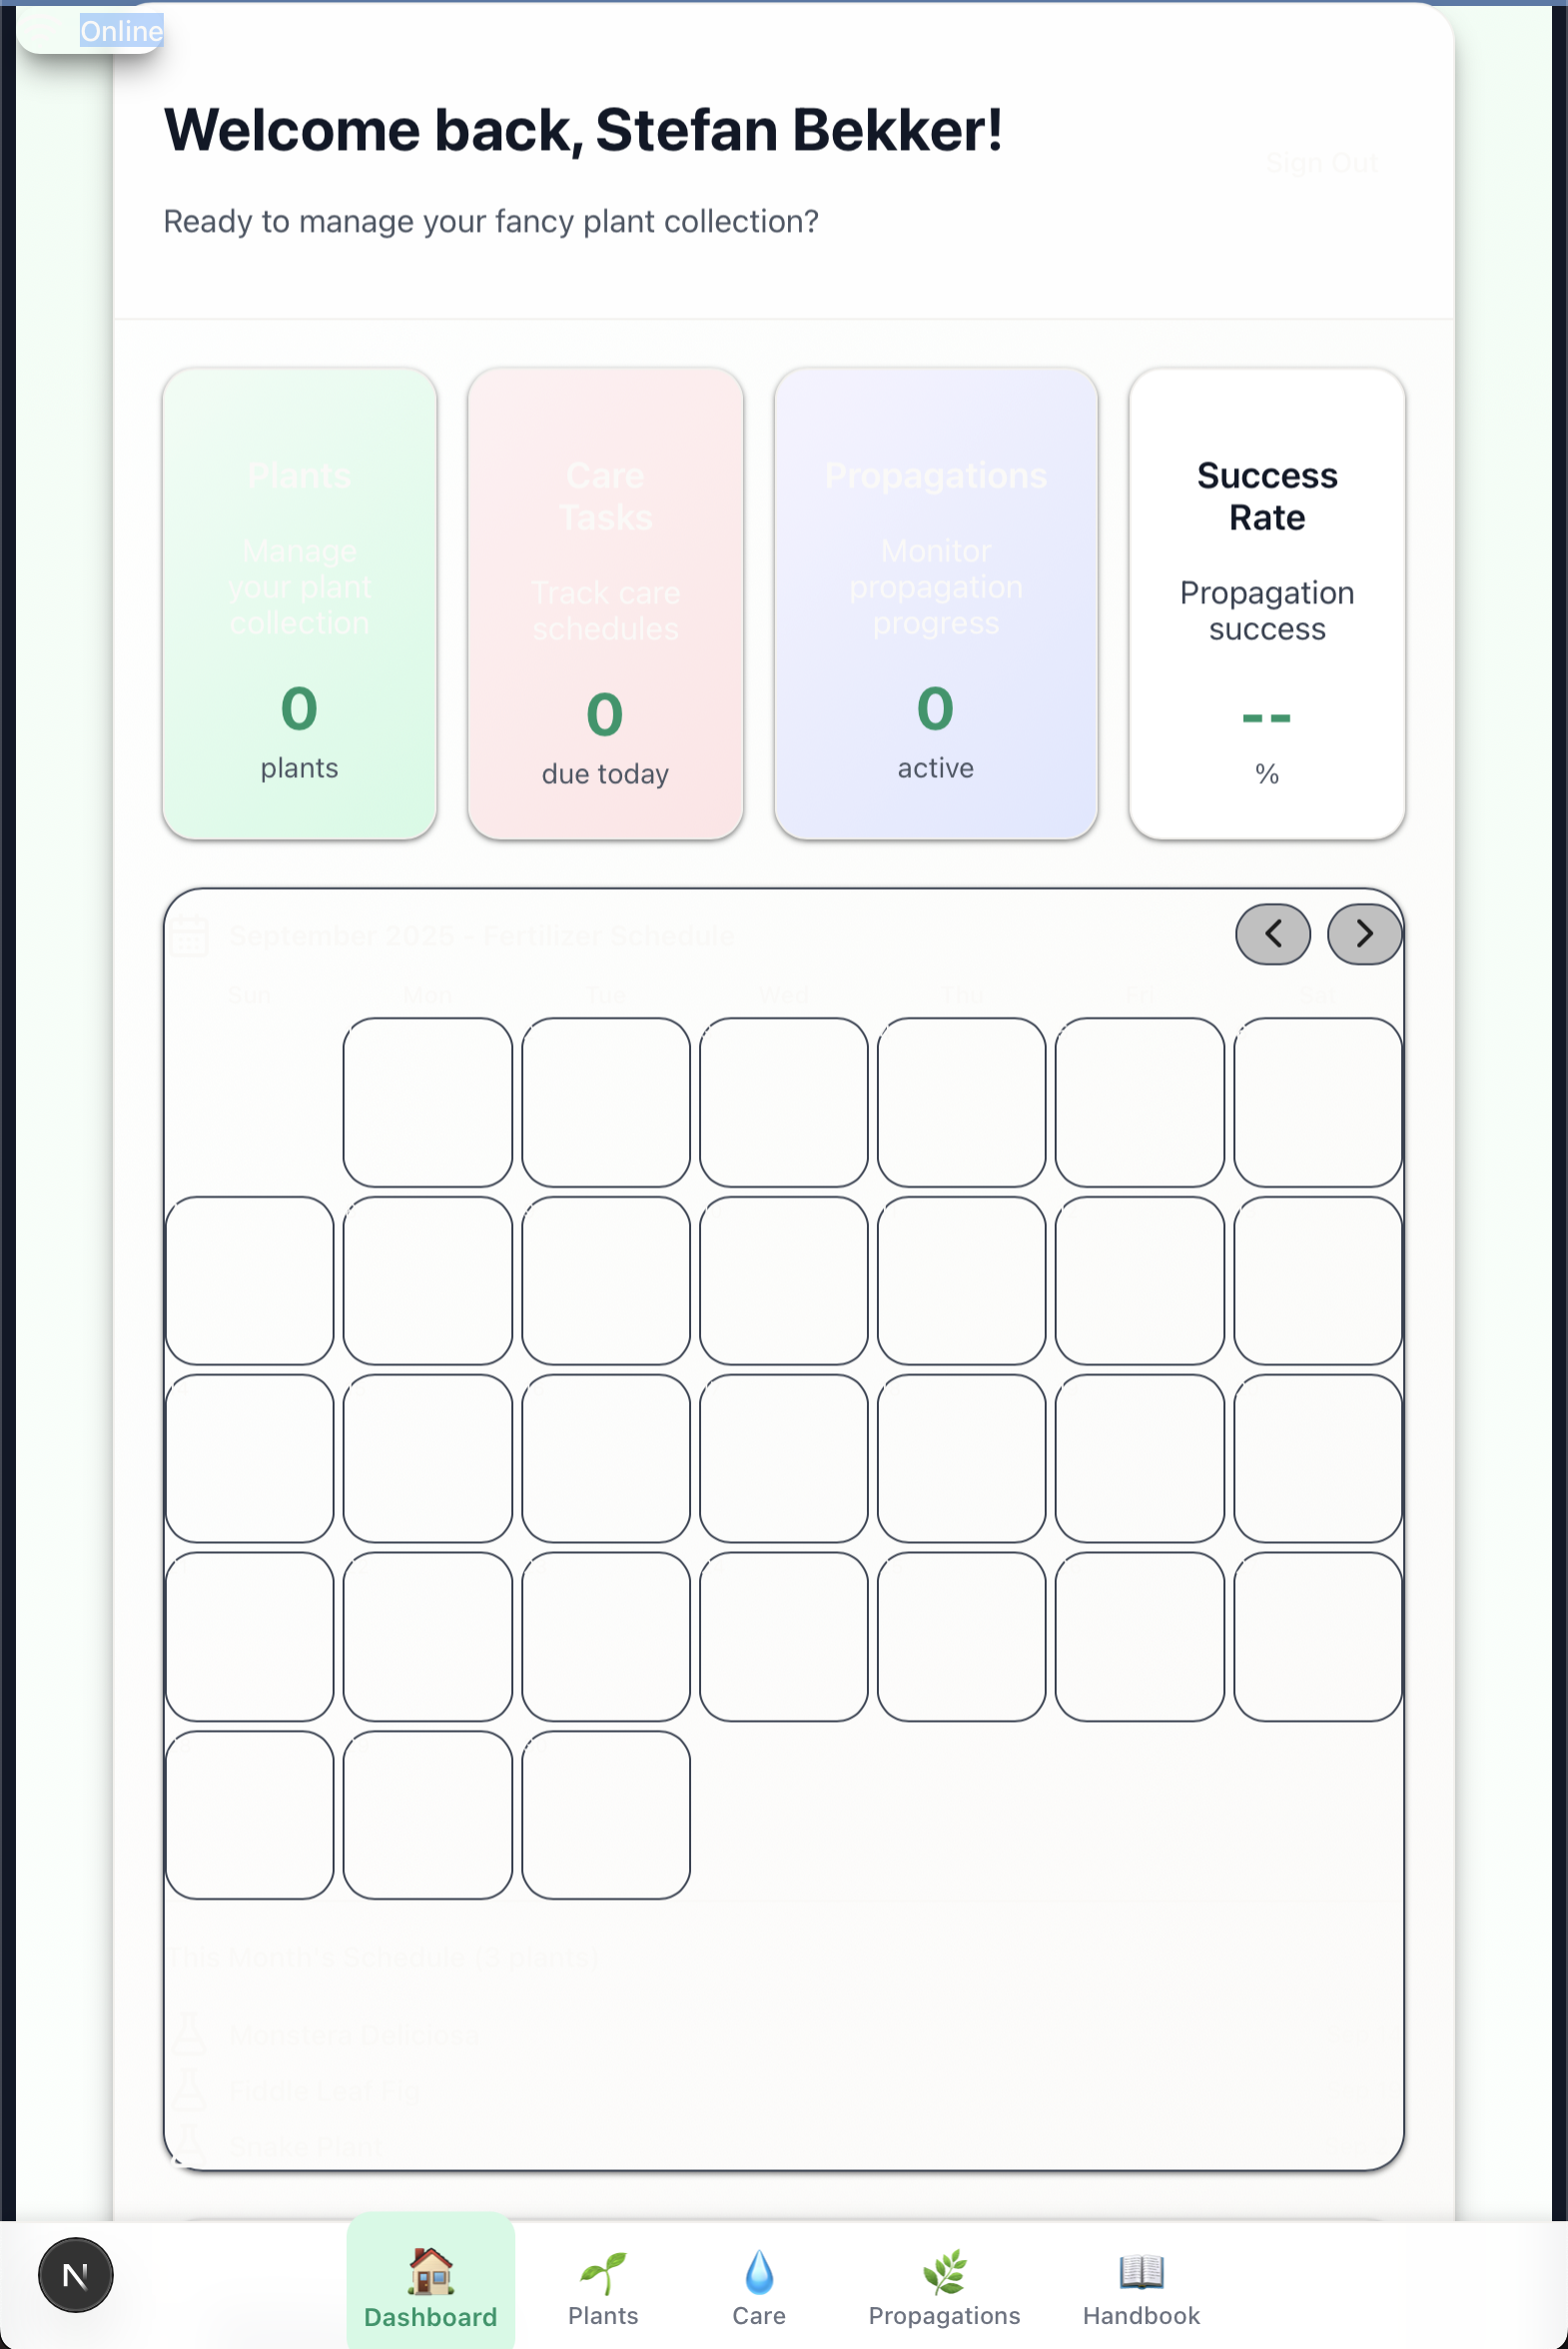 Online
Welcome back, Stefan Bekker!
Sign Out
Ready to manage your fancy plant collection?
Plants
Manage
your plant
collection
0
plants
Care
Tasks
Track care
schedules
0
due today
Propagations
Monitor
propagation
progress
0
active
Success
Rate
Propagation
success
--
%
September 2025 - Fertilizer Schedule
Sun Mon Tue Wed Thu Fri Sat
This Month's Schedule (3 plants)
Monstera Deliciosa
Fiddle Leaf Fig
Snake Plant
N
Dashboard
Plants
Care
Propagations
Handbook